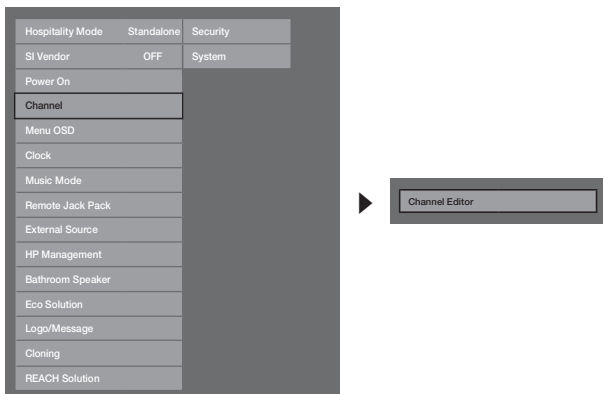 Hospitality Mode Standalone Security
SI Vendor OFF System
Power On
Channel
Menu OSD
Clock
Music Mode
Remote Jack Pack
External Source
HP Management
Bathroom Speaker
Eco Solution
Logo/Message
Cloning
REACH Solution
Channel Editor